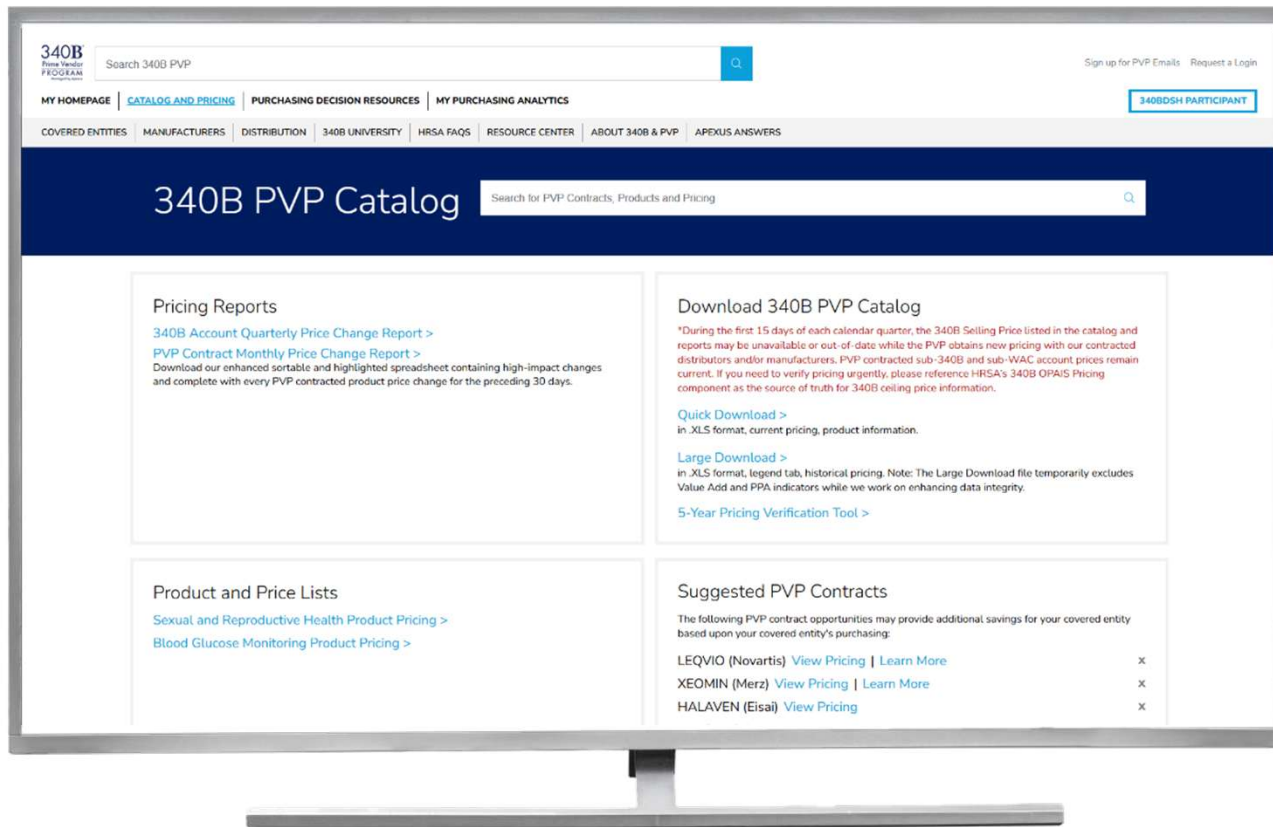 340B
Prime Vendor
PROGRAM
Search 340B PVP
Sign up for PVP Emails Request a Login
MY HOMEPAGE CATALOG AND PRICING PURCHASING DECISION RESOURCES MY PURCHASING ANALYTICS
340BDSH PARTICIPANT
COVERED ENTITIES MANUFACTURERS DISTRIBUTION 340B UNIVERSITY HRSA FAQS RESOURCE CENTER ABOUT 340B & PVP APEXUS ANSWERS
340B PVP Catalog
Search for PVP Contracts, Products and Pricing
Pricing Reports
340B Account Quarterly Price Change Report >
PVP Contract Monthly Price Change Report >
Download our enhanced sortable and highlighted spreadsheet containing high-impact changes
and complete with every PVP contracted product price change for the preceding 30 days.
Download 340B PVP Catalog
*During the first 15 days of each calendar quarter, the 340B Selling Price listed in the catalog and
reports may be unavailable or out-of-date while the PVP obtains new pricing with our contracted
distributors and/or manufacturers. PVP contracted sub-340B and sub-WAC account prices remain
current. If you need to verify pricing urgently, please reference HRSA's 340B OPAIS Pricing
component as the source of truth for 340B ceiling price information.
Quick Download >
in .XLS format, current pricing, product information.
Large Download >
in .XLS format, legend tab, historical pricing. Note: The Large Download file temporarily excludes
Value Add and PPA indicators while we work on enhancing data integrity.
5-Year Pricing Verification Tool >
Product and Price Lists
Sexual and Reproductive Health Product Pricing >
Blood Glucose Monitoring Product Pricing >
Suggested PVP Contracts
The following PVP contract opportunities may provide additional savings for your covered entity
based upon your covered entity's purchasing:
LEQVIO (Novartis) View Pricing | Learn More x
XEOMIN (Merz) View Pricing | Learn More x
HALAVEN (Eisai) View Pricing x